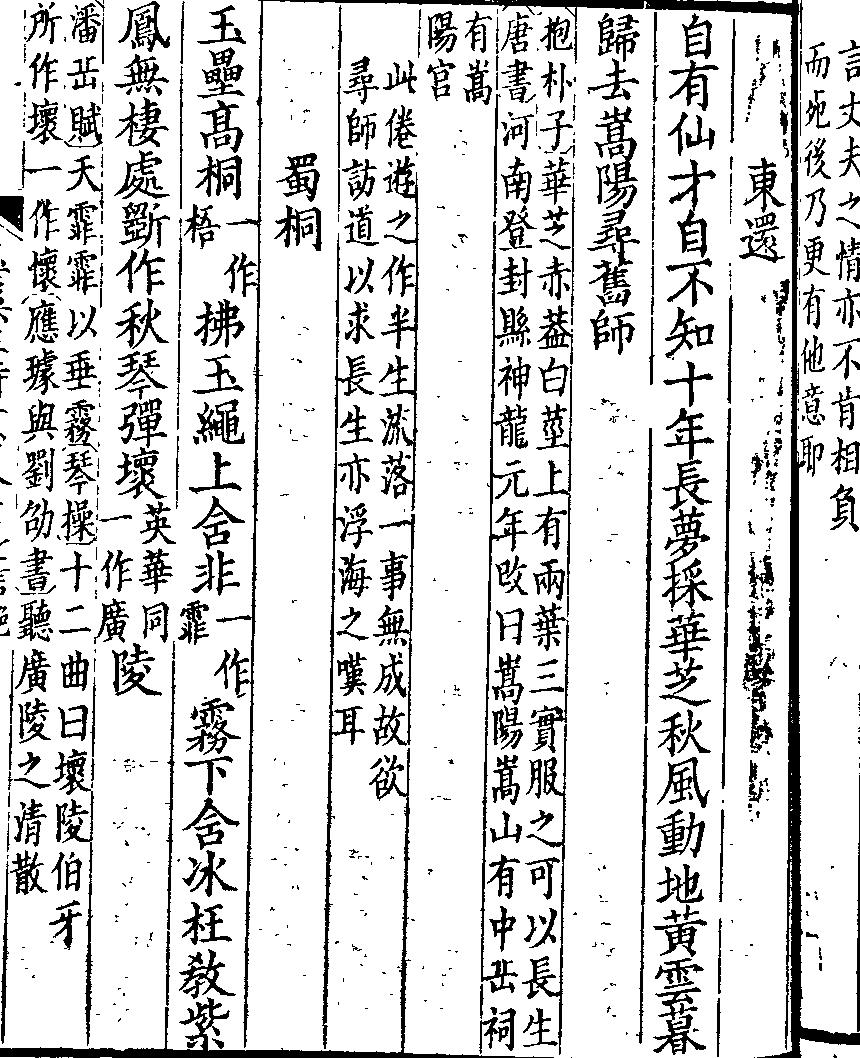 言丈夫之情亦不肯相負
而死後乃更有他意耶
東還
自有仙才自不知十年長夢採華芝秋風動地黃雲暮
歸去嵩陽尋舊師
抱朴子華芝赤葢白莖上有兩葉三實服之可以長生
唐書河南登封縣神龍元年改曰嵩陽嵩山有中岳祠
有嵩
陽宮
此倦遊之作半生流落一事無成故欲
尋師訪道以求長生亦浮海之嘆耳
蜀桐
玉壘高桐一作梧拂玉繩上含非一作霏霧下含冰枉教紫
鳳無棲處斵作秋琴彈壞英華同一作廣陵
潘岳賦天霏霏以垂霧琴操十二曲曰壞陵伯牙
所作壞一作懷應璩與劉劭書聽廣陵之清散